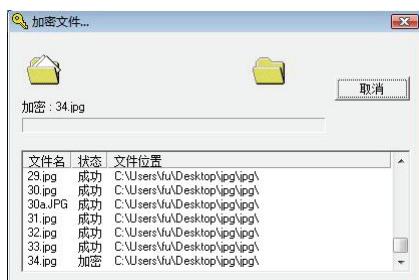 加密文件...
取消
加密 : 34.jpg
文件名 状态 文件位置
29.jpg 成功 C:\Users\fu\Desktop\jpg\jpg\
30.jpg 成功 C:\Users\fu\Desktop\jpg\jpg\
30a.JPG 成功 C:\Users\fu\Desktop\jpg\jpg\
31.jpg 成功 C:\Users\fu\Desktop\jpg\jpg\
32.jpg 成功 C:\Users\fu\Desktop\jpg\jpg\
33.jpg 成功 C:\Users\fu\Desktop\jpg\jpg\
34.jpg 加密 C:\Users\fu\Desktop\jpg\jpg\